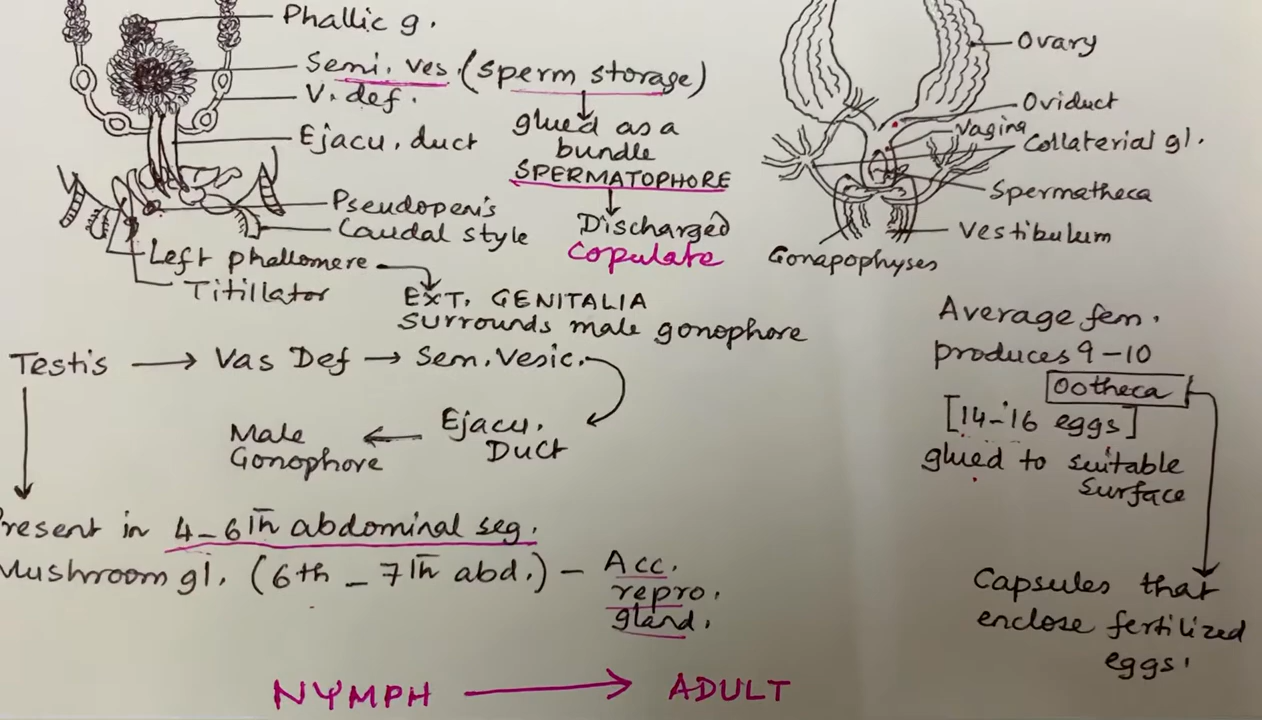 Phallic g.
Semi. ves. (sperm storage)
V. def.
glued as a
bundle
SPERMATOPHORE
Ejacu. duct
Pseudopenis
Caudal style
Discharged
Copulate
Left phallomere
Titillator
EXT. GENITALIA
Surrounds male gonophore
Testis → Vas Def → Sem. Vesic.
Ejacu.
Duct
← Male
Gonophore
Present in 4-6th abdominal seg.
Mushroom gl. (6th - 7th abd.) - Acc.
repro.
gland.
NYMPH → ADULT
Ovary
Oviduct
Vagina
Collaterial gl.
Spermatheca
Vestibulum
Gonapophyses
Average fem.
produces 9-10
Ootheca
[14-16 eggs]
glued to suitable
surface
Capsules that
enclose fertilized
eggs.